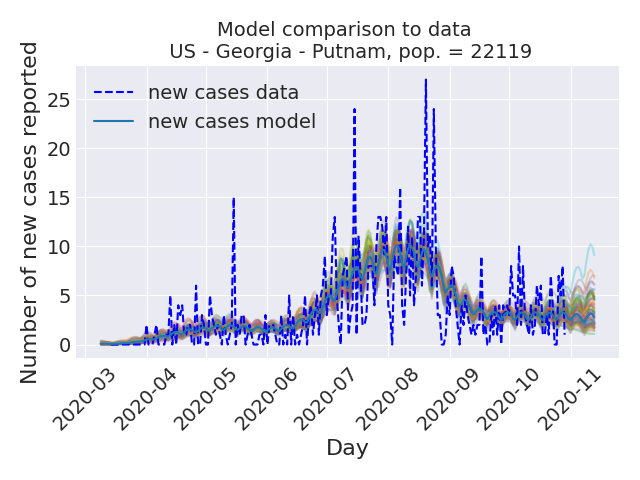 Model comparison to data
US - Georgia - Putnam, pop. = 22119
Number of new cases reported
25
20
15
10
5
0
new cases data
new cases model
2020-03
2020-04
2020-05
2020-06
2020-07
2020-08
2020-09
2020-10
2020-11
Day